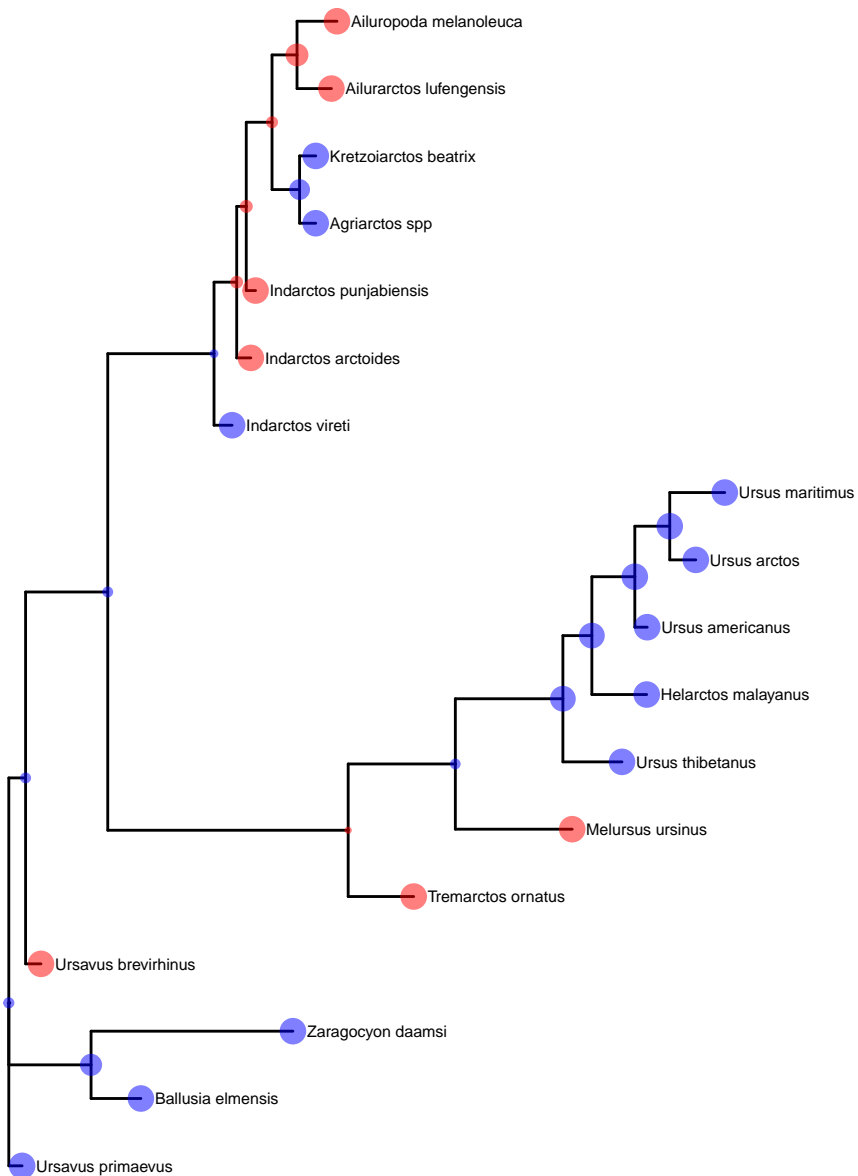 Ailuropoda melanoleuca
Ailurarctos lufengensis
Kretzoiarctos beatrix
Agriarctos spp
Indarctos punjabiensis
Indarctos arctoides
Indarctos vireti
Ursus maritimus
Ursus arctos
Ursus americanus
Helarctos malayanus
Ursus thibetanus
Melursus ursinus
Tremarctos ornatus
Ursavus brevirhinus
Zaragocyon daamsi
Ballusia elmensis
Ursavus primaevus